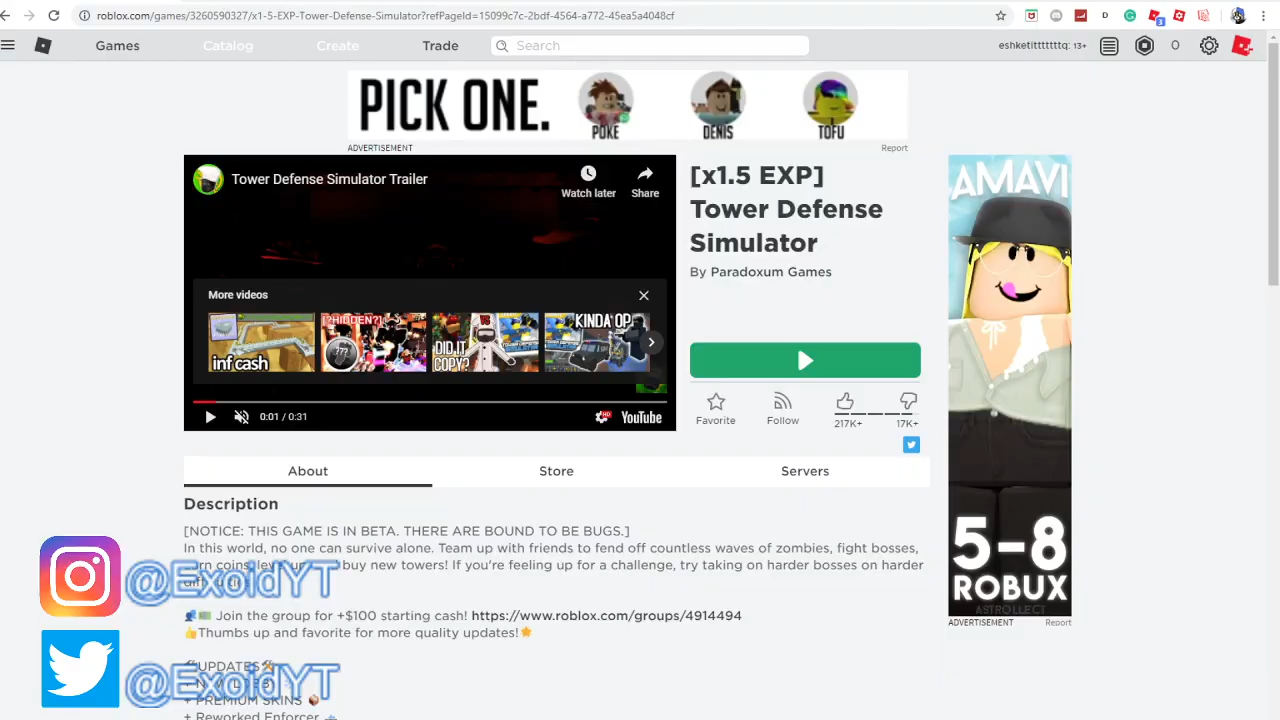 roblox.com/games/3260590327/x1-5-EXP-Tower-Defense-Simulator?refPageId=15099c7c-2bdf-4564-a772-45ea5a4048cf
Games
Catalog
Create
Trade
Search
eshketitttttttq: 13+
0
PICK ONE.
POKE
DENIS
TOFU
ADVERTISEMENT
Report
Tower Defense Simulator Trailer
Watch later
Share
More videos
inf cash
[?HIDDEN?]
???
DID IT
COPY?
KINDA OP
0:01 / 0:31
HD
YouTube
[x1.5 EXP]
Tower Defense
Simulator
By Paradoxum Games
Favorite
Follow
217K+
17K+
AMAVI
5-8
ROBUX
ASTROLLECT
ADVERTISEMENT
Report
About
Store
Servers
Description
[NOTICE: THIS GAME IS IN BETA. THERE ARE BOUND TO BE BUGS.]
In this world, no one can survive alone. Team up with friends to fend off countless waves of zombies, fight bosses,
buy new towers! If you're feeling up for a challenge, try taking on harder bosses on harder
👥💵 Join the group for +$100 starting cash! https://www.roblox.com/groups/4914494
👍Thumbs up and favorite for more quality updates!⭐
🛠UPDATES🛠
+ PREMIUM SKINS 📦
+ Reworked Enforcer
@ExoidYT
@ExoidYT